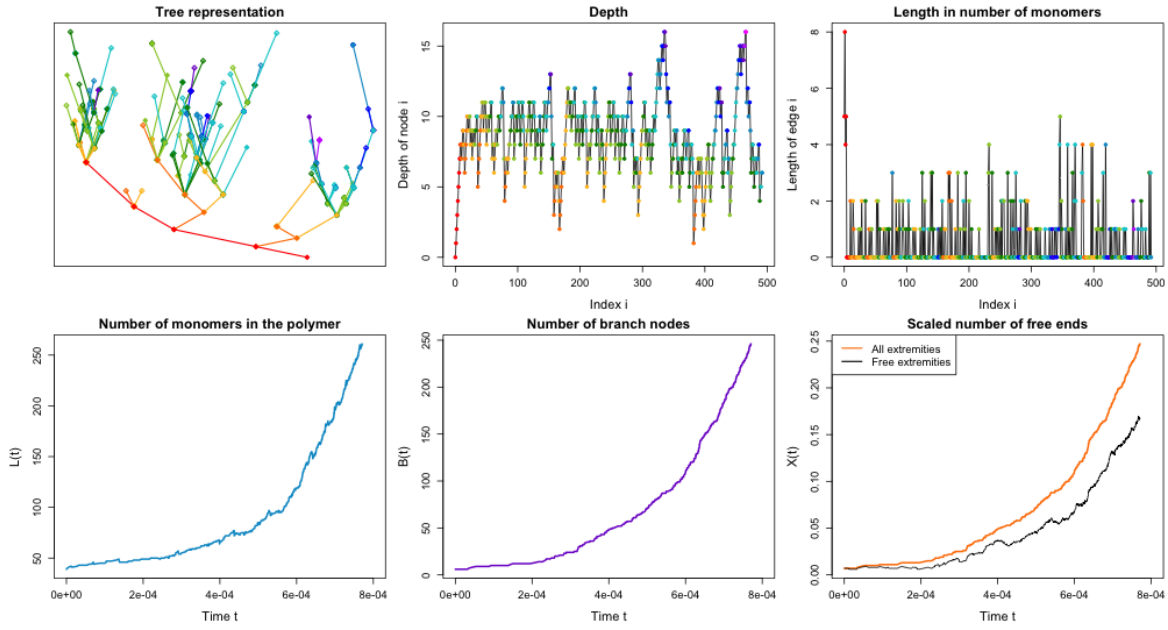 Tree representation
Depth
Depth of node i
15
10
5
0
0
100
200
300
400
500
Index i
Length in number of monomers
Length of edge i
8
6
4
2
0
0
100
200
300
400
500
Index i
Number of monomers in the polymer
L(t)
250
200
150
100
50
0e+00
2e-04
4e-04
6e-04
8e-04
Time t
Number of branch nodes
B(t)
250
200
150
100
50
0
0e+00
2e-04
4e-04
6e-04
8e-04
Time t
Scaled number of free ends
All extremities
Free extremities
X(t)
0.25
0.20
0.15
0.10
0.05
0.00
0e+00
2e-04
4e-04
6e-04
8e-04
Time t